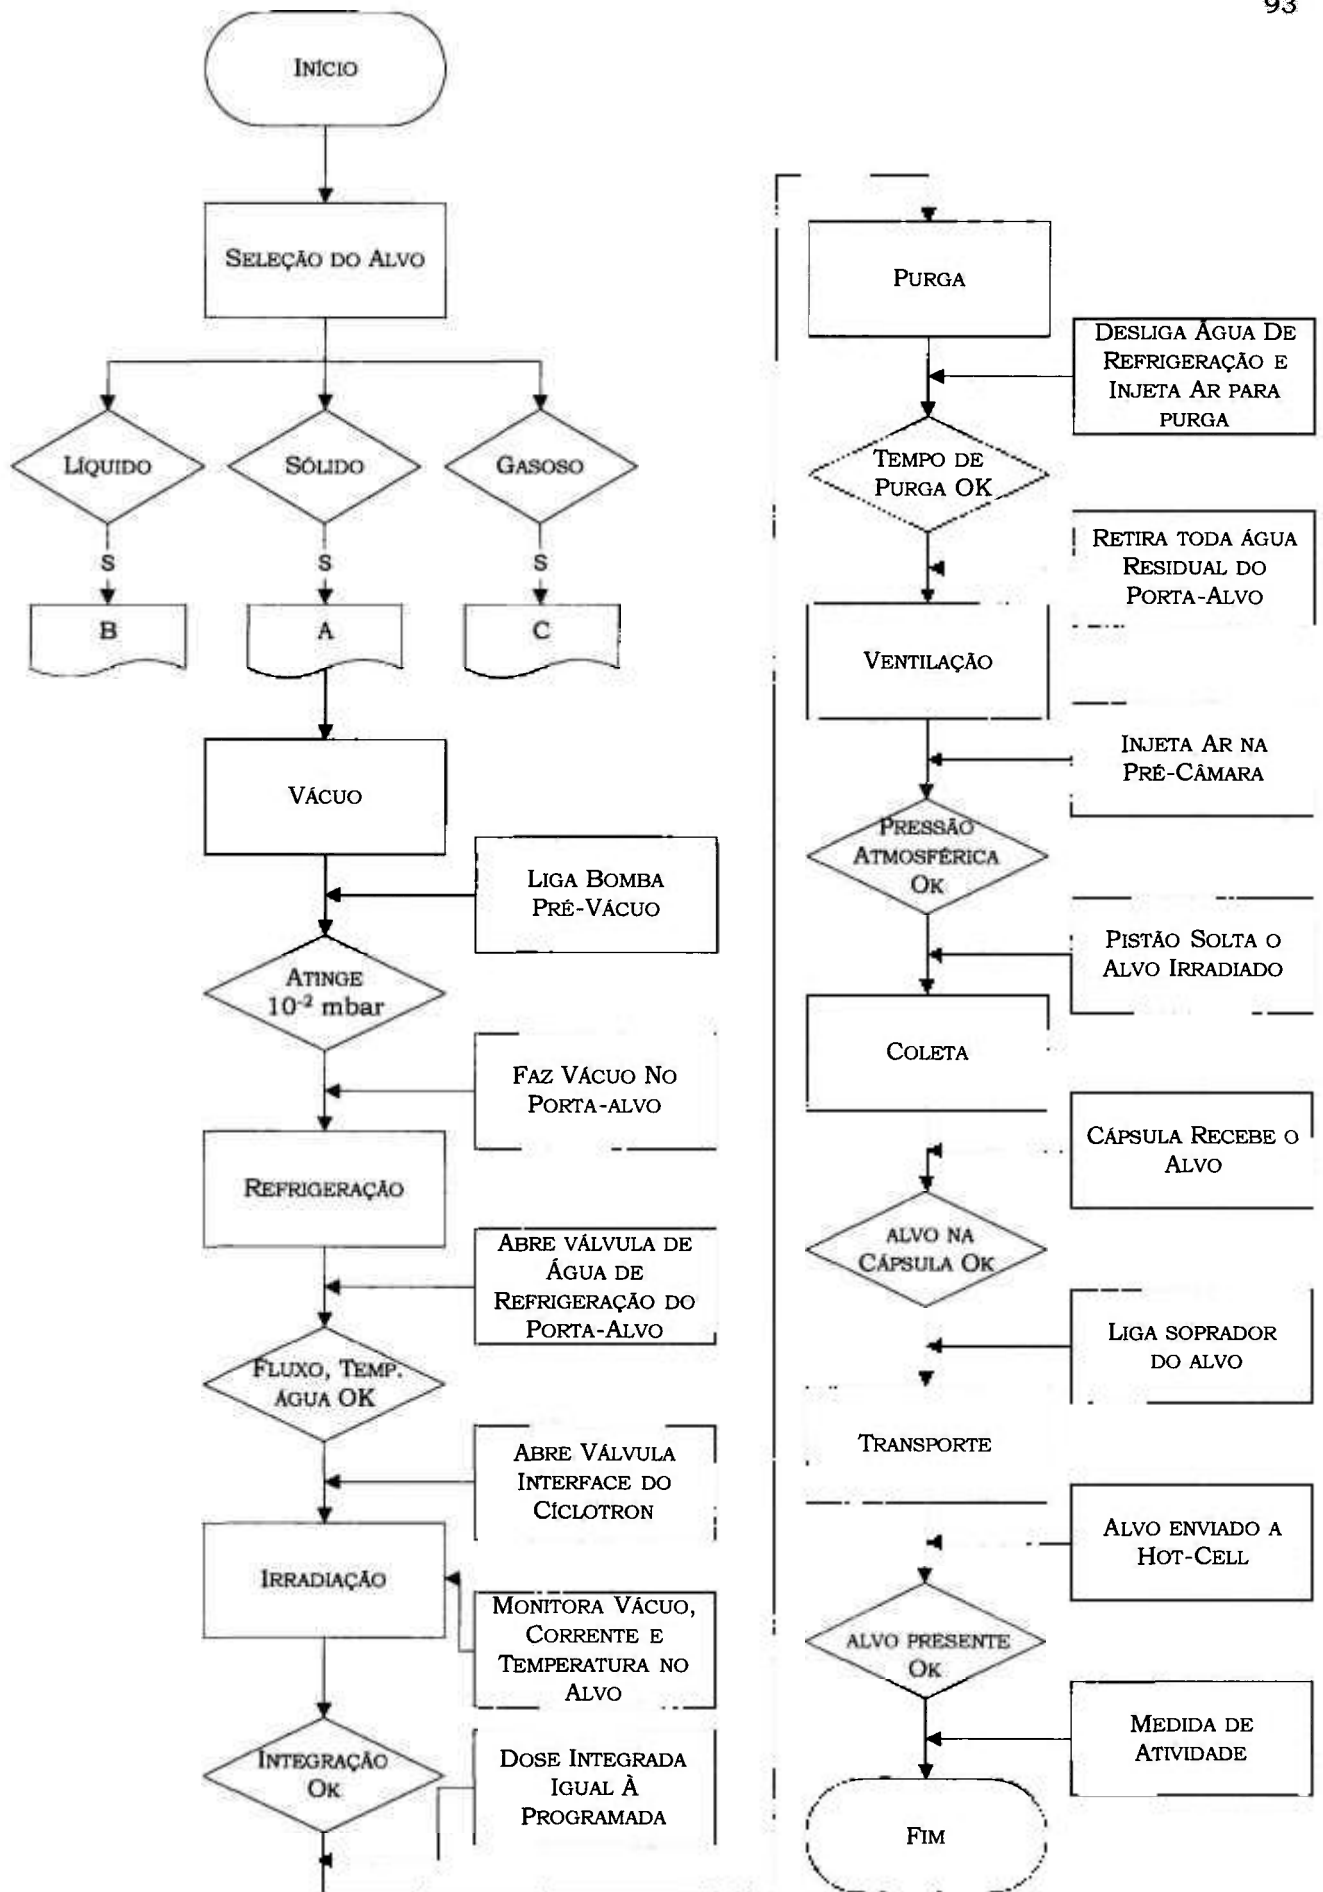 93
INÍCIO
SELEÇÃO DO ALVO
LÍQUIDO
SÓLIDO
GASOSO
S
S
S
B
A
C
VÁCUO
LIGA BOMBA
PRÉ-VÁCUO
ATINGE
10⁻² mbar
FAZ VÁCUO NO
PORTA-ALVO
REFRIGERAÇÃO
ABRE VÁLVULA DE
ÁGUA DE
REFRIGERAÇÃO DO
PORTA-ALVO
FLUXO, TEMP.
ÁGUA OK
ABRE VÁLVULA
INTERFACE DO
CÍCLOTRON
IRRADIAÇÃO
MONITORA VÁCUO,
CORRENTE E
TEMPERATURA NO
ALVO
INTEGRAÇÃO
OK
DOSE INTEGRADA
IGUAL À
PROGRAMADA
PURGA
DESLIGA ÁGUA DE
REFRIGERAÇÃO E
INJETA AR PARA
PURGA
TEMPO DE
PURGA OK
RETIRA TODA ÁGUA
RESIDUAL DO
PORTA-ALVO
VENTILAÇÃO
INJETA AR NA
PRÉ-CÂMARA
PRESSÃO
ATMOSFÉRICA
OK
PISTÃO SOLTA O
ALVO IRRADIADO
COLETA
CÁPSULA RECEBE O
ALVO
ALVO NA
CÁPSULA OK
LIGA SOPRADOR
DO ALVO
TRANSPORTE
ALVO ENVIADO A
HOT-CELL
ALVO PRESENTE
OK
MEDIDA DE
ATIVIDADE
FIM